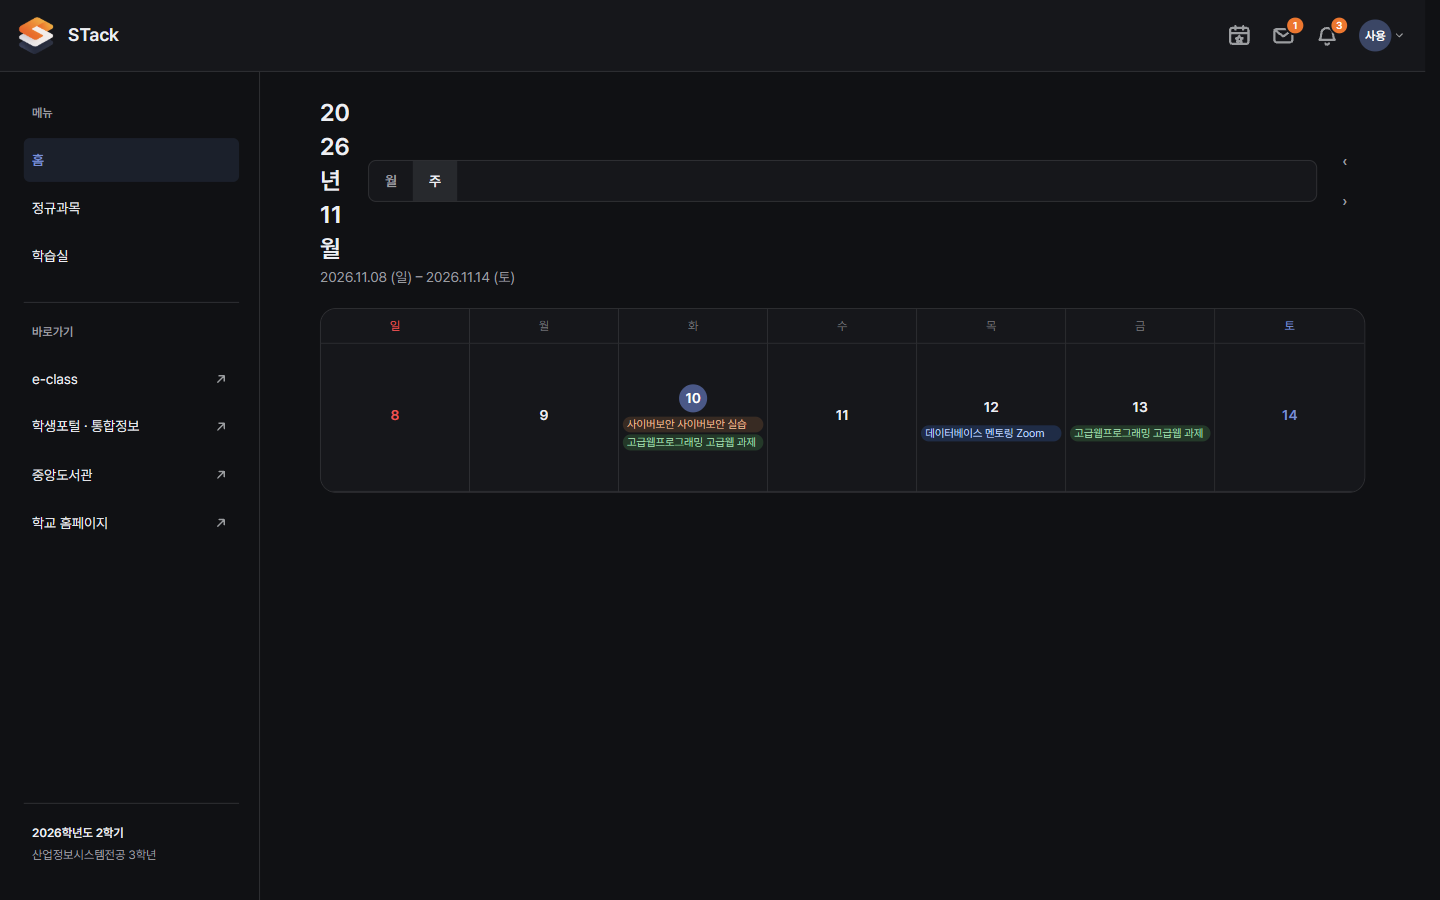 STack
1
3
사용
메뉴
홈
정규과목
학습실
바로가기
e-class
학생포털 · 통합정보
중앙도서관
학교 홈페이지
2026학년도 2학기
산업정보시스템전공 3학년
20
26
년
11
월
월 주
‹
›
2026.11.08 (일) – 2026.11.14 (토)
일 월 화 수 목 금 토
8 9 10 11 12 13 14
사이버보안 사이버보안 실습
고급웹프로그래밍 고급웹 과제
데이터베이스 멘토링 Zoom
고급웹프로그래밍 고급웹 과제